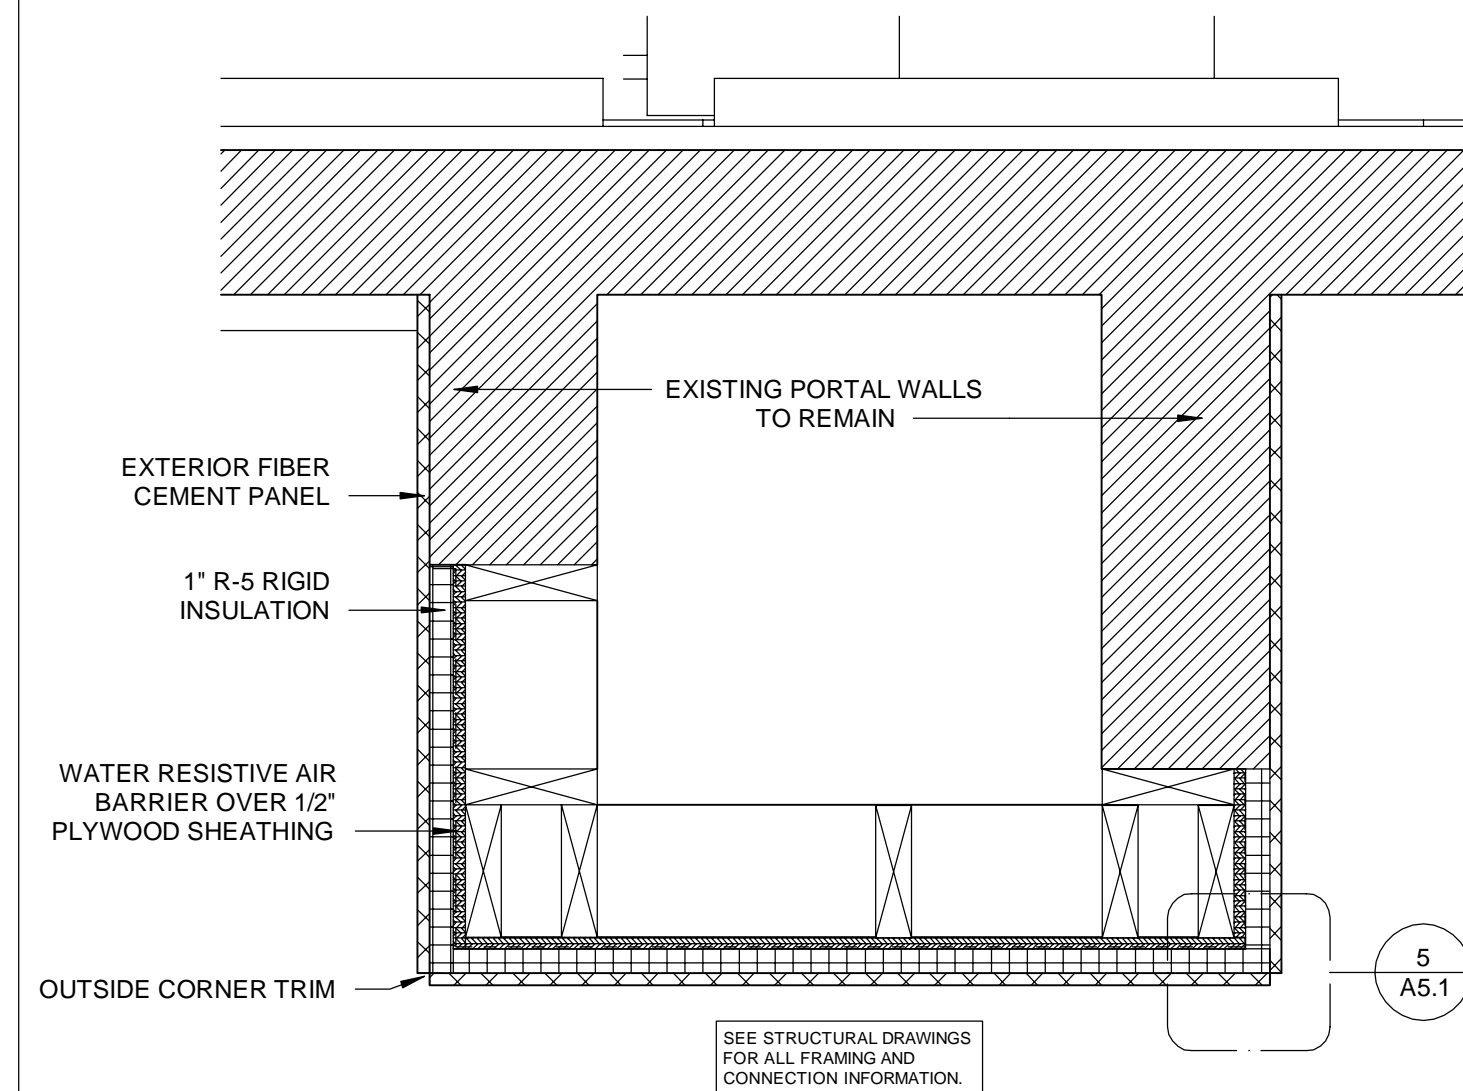 EXISTING PORTAL WALLS
TO REMAIN
EXTERIOR FIBER
CEMENT PANEL
1" R-5 RIGID
INSULATION
WATER RESISTIVE AIR
BARRIER OVER 1/2"
PLYWOOD SHEATHING
OUTSIDE CORNER TRIM
5
A5.1
SEE STRUCTURAL DRAWINGS
FOR ALL FRAMING AND
CONNECTION INFORMATION.